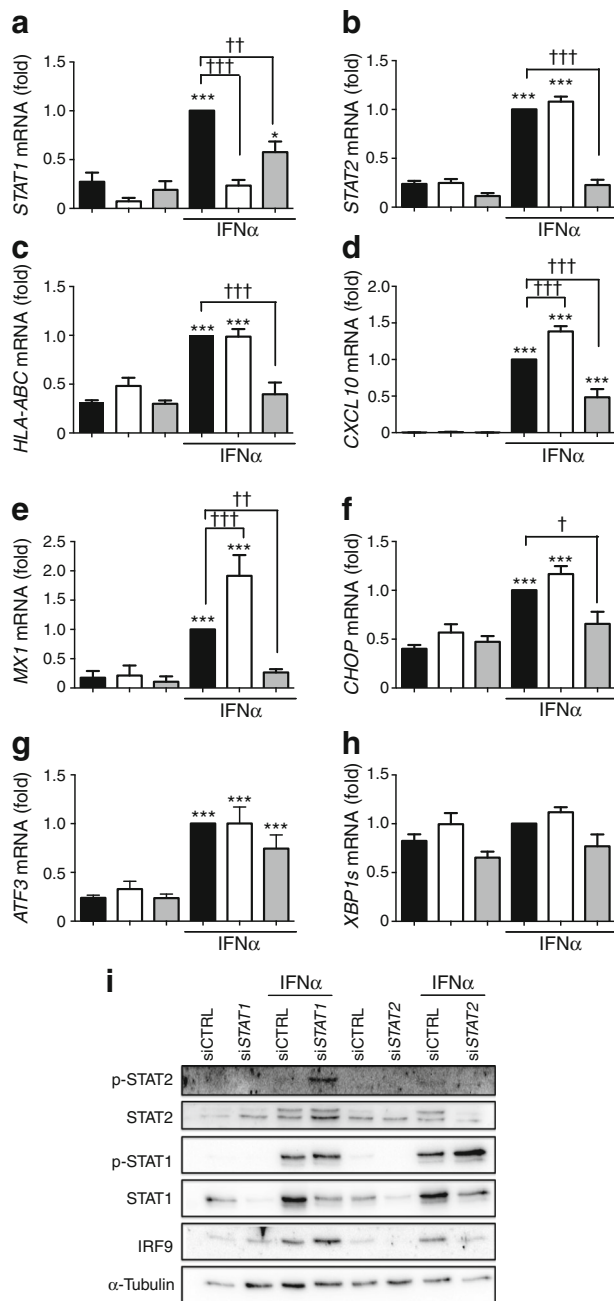 a
STAT1 mRNA (fold)
1.5
1.0
0.5
0
***
†††
††
*
IFNα
b
STAT2 mRNA (fold)
1.5
1.0
0.5
0
***
***
†††
IFNα
c
HLA-ABC mRNA (fold)
1.5
1.0
0.5
0
***
***
†††
IFNα
d
CXCL10 mRNA (fold)
2.0
1.5
1.0
0.5
0
***
†††
***
†††
***
IFNα
e
MX1 mRNA (fold)
2.5
2.0
1.5
1.0
0.5
0
***
†††
***
††
IFNα
f
CHOP mRNA (fold)
1.5
1.0
0.5
0
***
***
†
IFNα
g
ATF3 mRNA (fold)
1.5
1.0
0.5
0
***
***
***
IFNα
h
XBP1s mRNA (fold)
1.5
1.0
0.5
0
IFNα
i
IFNα
IFNα
siCTRL
siSTAT1
siCTRL
siSTAT1
siCTRL
siSTAT2
siCTRL
siSTAT2
p-STAT2
STAT2
p-STAT1
STAT1
IRF9
α-Tubulin